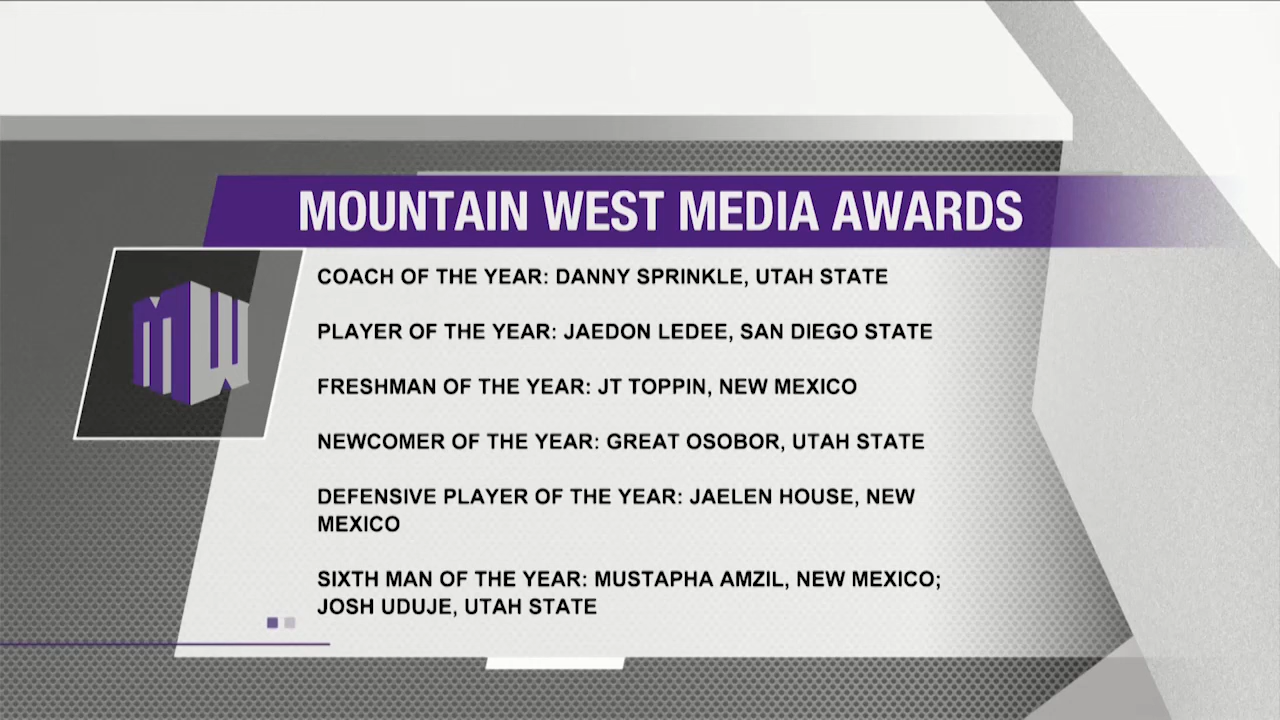 MOUNTAIN WEST MEDIA AWARDS
MW
COACH OF THE YEAR: DANNY SPRINKLE, UTAH STATE
PLAYER OF THE YEAR: JAEDON LEDEE, SAN DIEGO STATE
FRESHMAN OF THE YEAR: JT TOPPIN, NEW MEXICO
NEWCOMER OF THE YEAR: GREAT OSOBOR, UTAH STATE
DEFENSIVE PLAYER OF THE YEAR: JAELEN HOUSE, NEW
MEXICO
SIXTH MAN OF THE YEAR: MUSTAPHA AMZIL, NEW MEXICO;
JOSH UDUJE, UTAH STATE